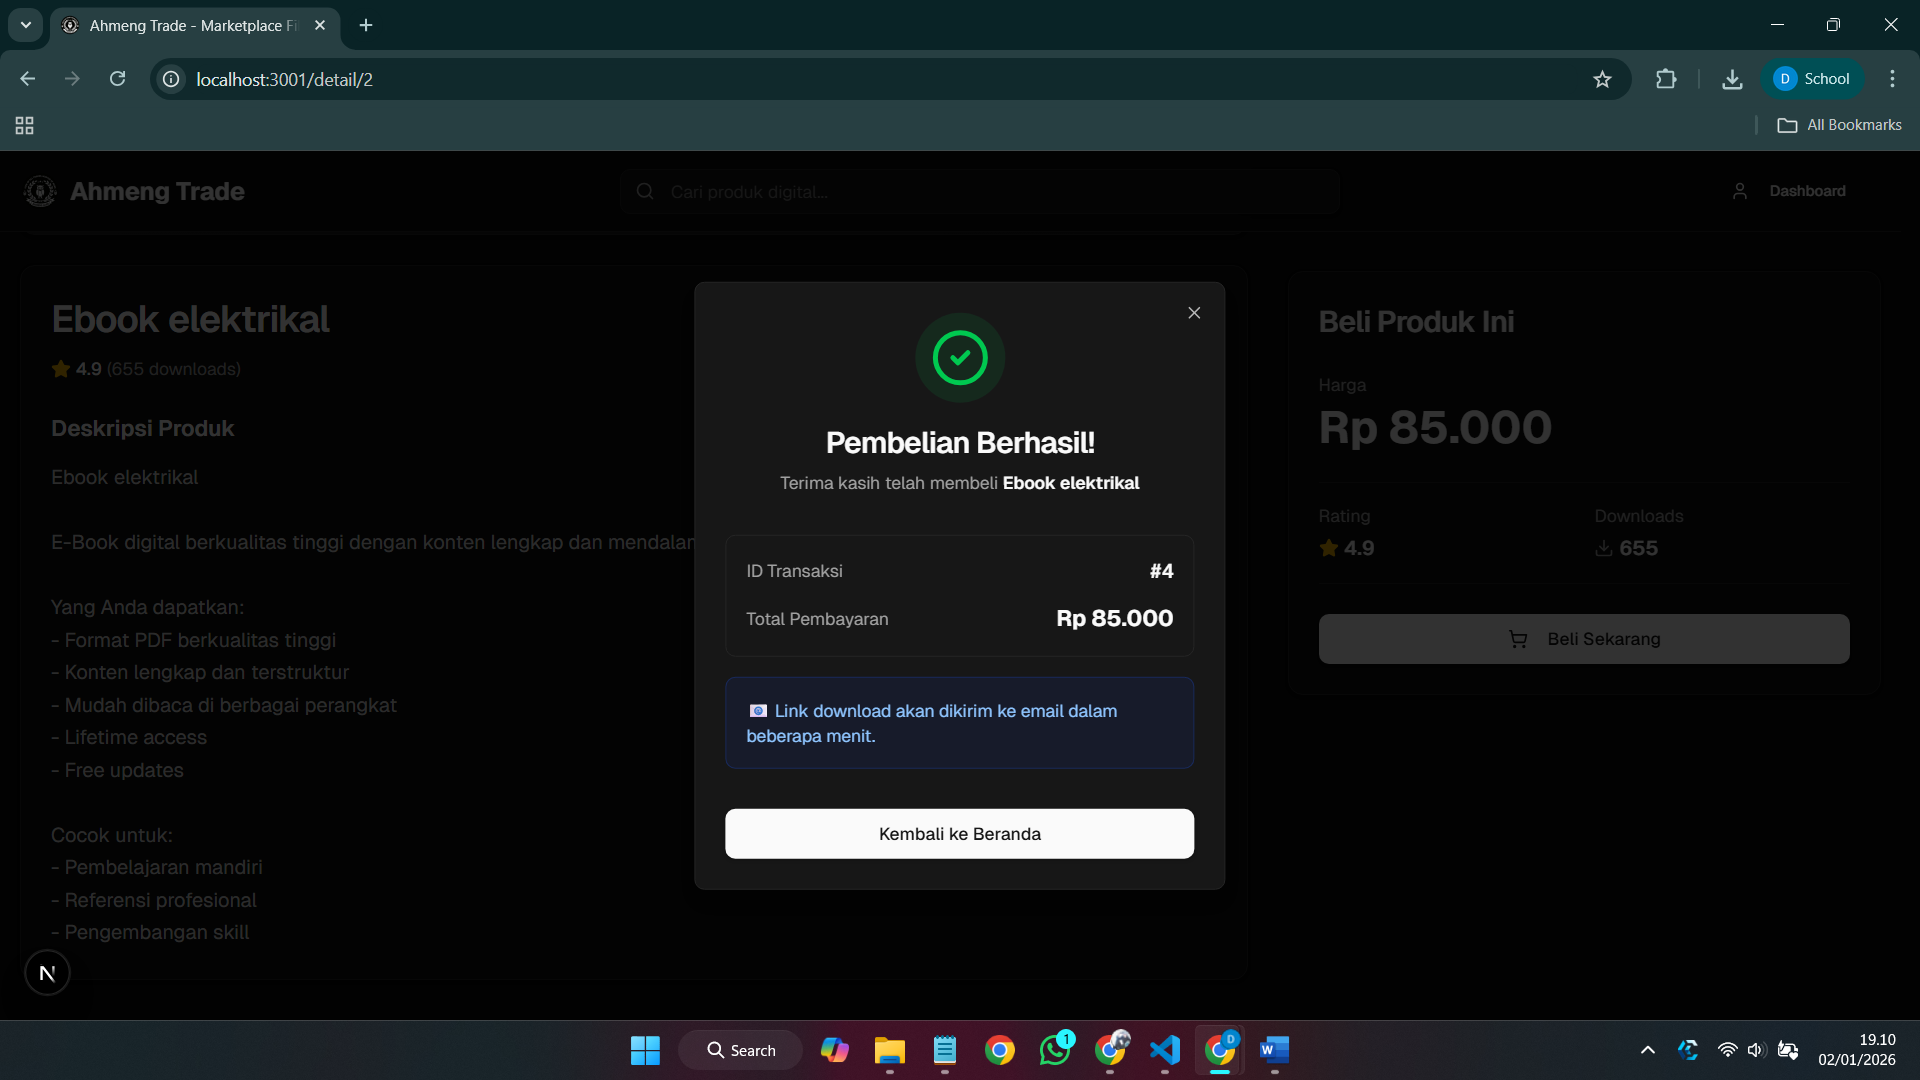 Ahmeng Trade - Marketplace Fi
localhost:3001/detail/2
D School
All Bookmarks
Ahmeng Trade
Cari produk digital...
Dashboard
Ebook elektrikal
4.9 (655 downloads)
Deskripsi Produk
Ebook elektrikal
E-Book digital berkualitas tinggi dengan konten lengkap dan mendalam
Yang Anda dapatkan:
- Format PDF berkualitas tinggi
- Konten lengkap dan terstruktur
- Mudah dibaca di berbagai perangkat
- Lifetime access
- Free updates
Cocok untuk:
- Pembelajaran mandiri
- Referensi profesional
- Pengembangan skill
N
Pembelian Berhasil!
Terima kasih telah membeli Ebook elektrikal
ID Transaksi #4
Total Pembayaran Rp 85.000
Link download akan dikirim ke email dalam
beberapa menit.
Kembali ke Beranda
Beli Produk Ini
Harga
Rp 85.000
Rating Downloads
4.9 655
Beli Sekarang
Search
1
D
W
19.10
02/01/2026